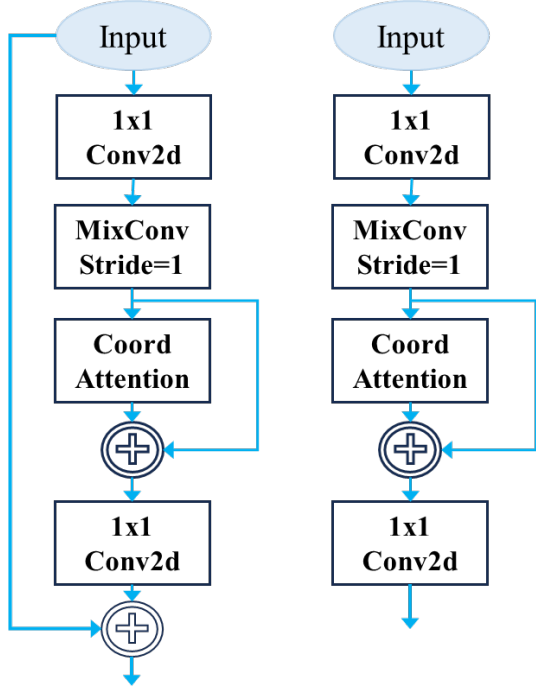 Input
1x1
Conv2d
MixConv
Stride=1
Coord
Attention
1x1
Conv2d
Input
1x1
Conv2d
MixConv
Stride=1
Coord
Attention
1x1
Conv2d